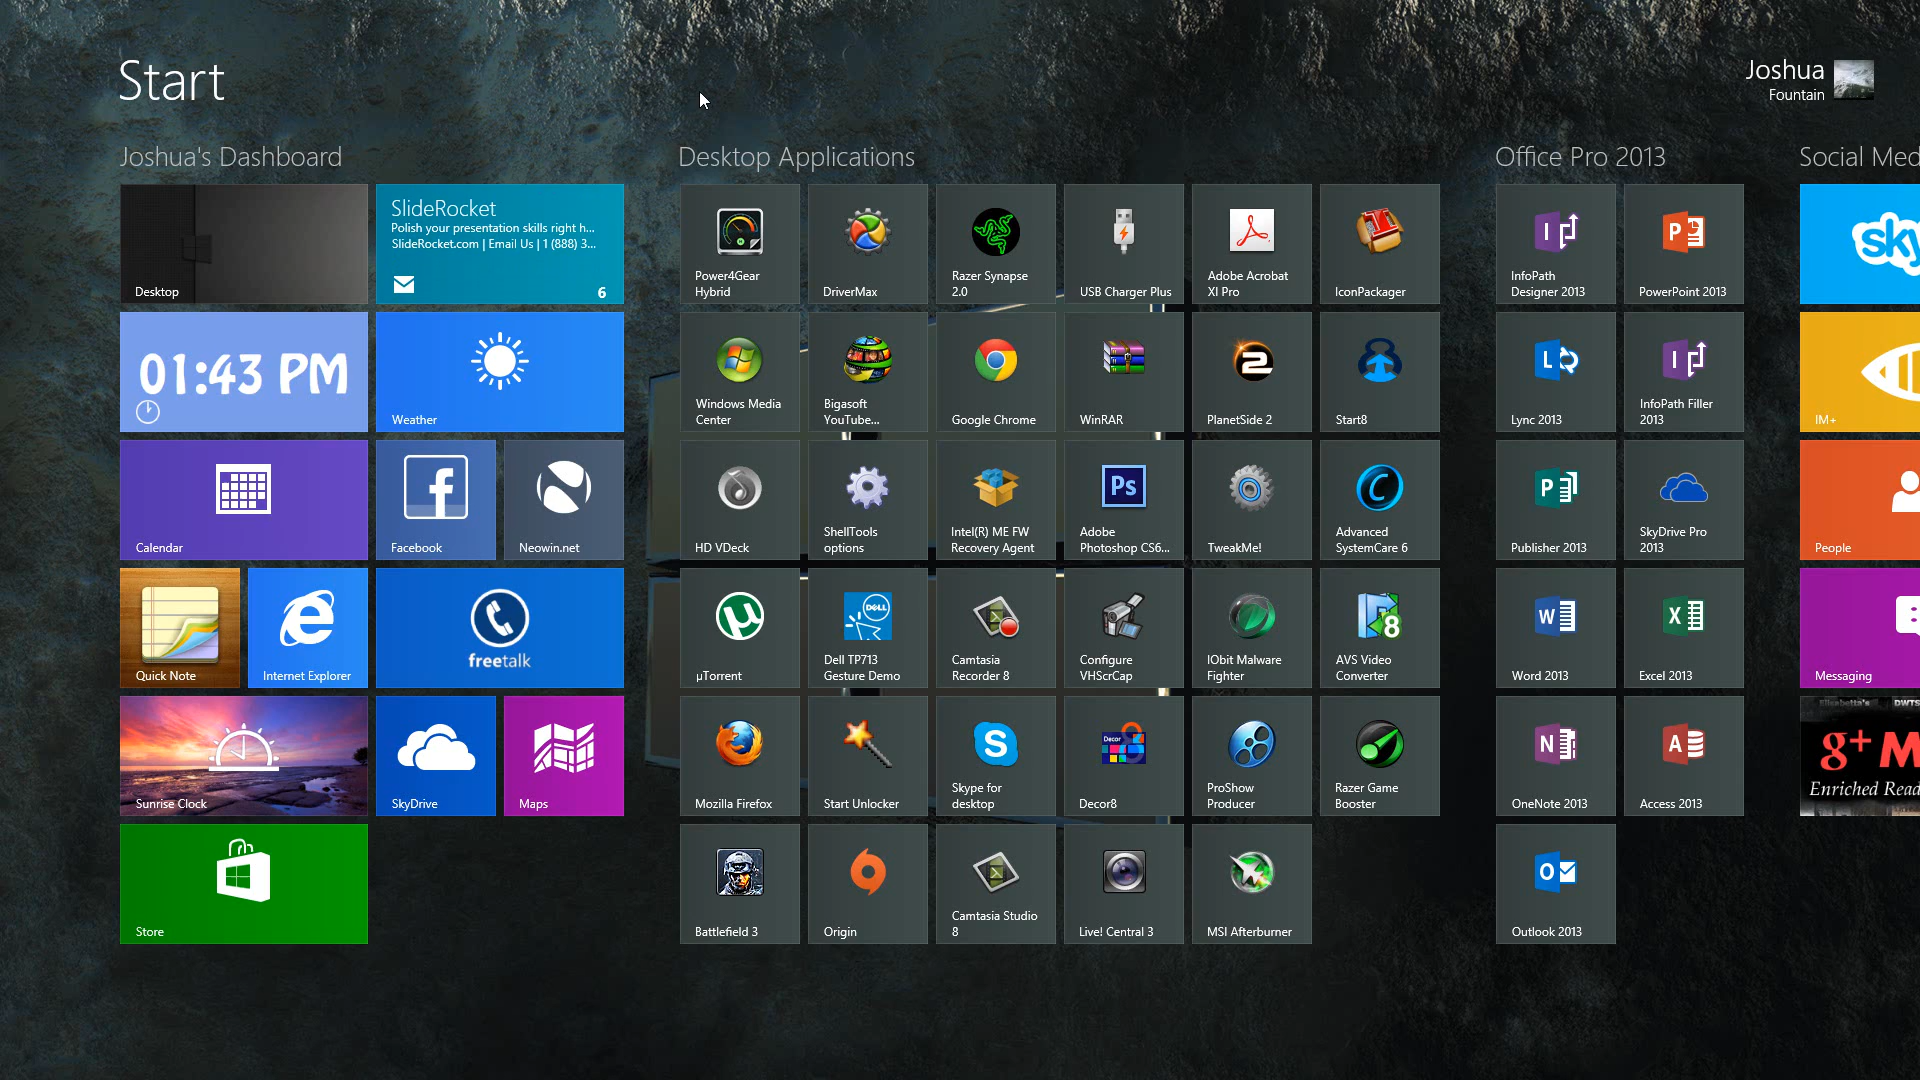 Start
Joshua
Fountain
Joshua's Dashboard
Desktop
SlideRocket
Polish your presentation skills right h...
SlideRocket.com | Email Us | 1 (888) 3...
6
01:43 PM
Weather
Calendar
Facebook
Neowin.net
Quick Note
Internet Explorer
freetalk
Sunrise Clock
SkyDrive
Maps
Store
Desktop Applications
Power4Gear
Hybrid
DriverMax
Razer Synapse
2.0
USB Charger Plus
Adobe Acrobat
XI Pro
IconPackager
Windows Media
Center
Bigasoft
YouTube...
Google Chrome
WinRAR
2
PlanetSide 2
Start8
HD VDeck
ShellTools
options
Intel(R) ME FW
Recovery Agent
Ps
Adobe
Photoshop CS6...
TweakMe!
C
Advanced
SystemCare 6
µTorrent
DELL
Dell TP713
Gesture Demo
Camtasia
Recorder 8
Configure
VHScrCap
IObit Malware
Fighter
8
AVS Video
Converter
Mozilla Firefox
Start Unlocker
S
Skype for
desktop
Decor
Decor8
ProShow
Producer
Razer Game
Booster
Battlefield 3
Origin
Camtasia Studio
8
Live! Central 3
MSI Afterburner
Office Pro 2013
I
InfoPath
Designer 2013
P
PowerPoint 2013
L
Lync 2013
I
InfoPath Filler
2013
P
Publisher 2013
SkyDrive Pro
2013
W
Word 2013
X
Excel 2013
N
OneNote 2013
A
Access 2013
O
Outlook 2013
Social Med
sky
IM+
People
Messaging
Elisabetta's DWTS
g+ M
Enriched Read